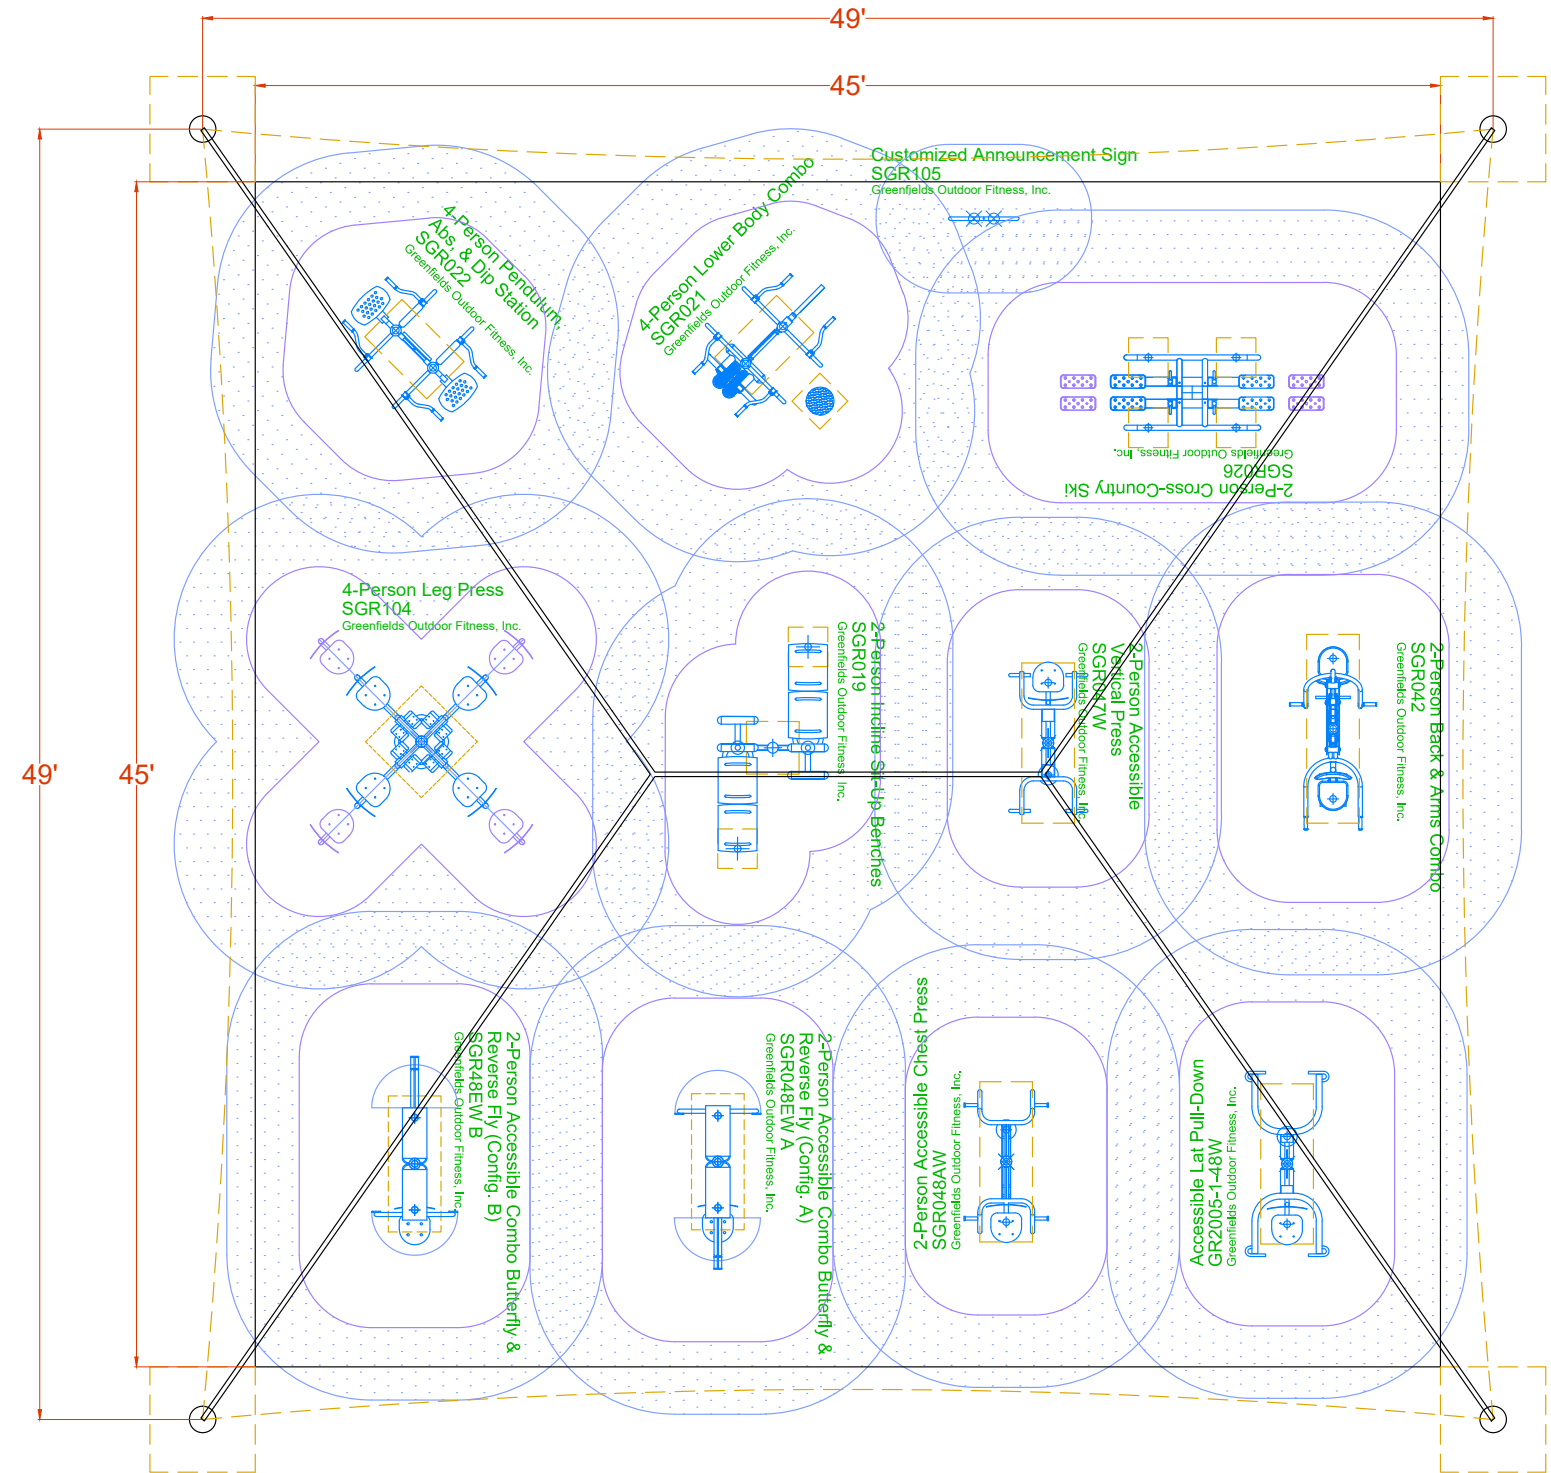 49'
45'
49'
45'
Customized Announcement Sign
SGR105
Greenfields Outdoor Fitness, Inc.
4-Person Pendulum,
Abs, & Dip Station
SGR022
Greenfields Outdoor Fitness, Inc.
4-Person Lower Body Combo
SGR021
Greenfields Outdoor Fitness, Inc.
2-Person Cross-Country Ski
SGR026
Greenfields Outdoor Fitness, Inc.
4-Person Leg Press
SGR104
Greenfields Outdoor Fitness, Inc.
2-Person Incline Sit-Up Benches
SGR019
Greenfields Outdoor Fitness, Inc.
2-Person Accessible
Vertical Press
SGR047W
Greenfields Outdoor Fitness, Inc.
2-Person Back & Arms Combo
SGR042
Greenfields Outdoor Fitness, Inc.
2-Person Accessible Combo Butterfly &
Reverse Fly (Config. B)
SGR48EW B
Greenfields Outdoor Fitness, Inc.
2-Person Accessible Combo Butterfly &
Reverse Fly (Config. A)
SGR048EW A
Greenfields Outdoor Fitness, Inc.
2-Person Accessible Chest Press
SGR048AW
Greenfields Outdoor Fitness, Inc.
Accessible Lat Pull-Down
GR2005-1-48W
Greenfields Outdoor Fitness, Inc.